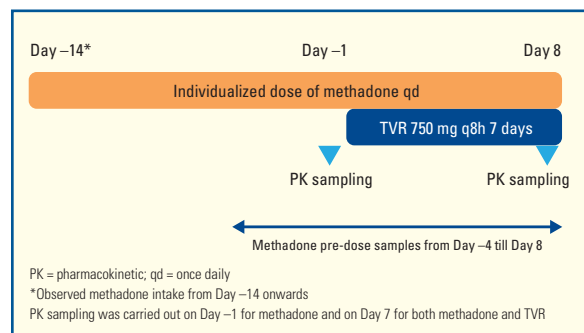 Day –14* Day –1 Day 8
Individualized dose of methadone qd
TVR 750 mg q8h 7 days
PK sampling PK sampling
Methadone pre-dose samples from Day –4 till Day 8
PK = pharmacokinetic; qd = once daily
*Observed methadone intake from Day –14 onwards
PK sampling was carried out on Day –1 for methadone and on Day 7 for both methadone and TVR